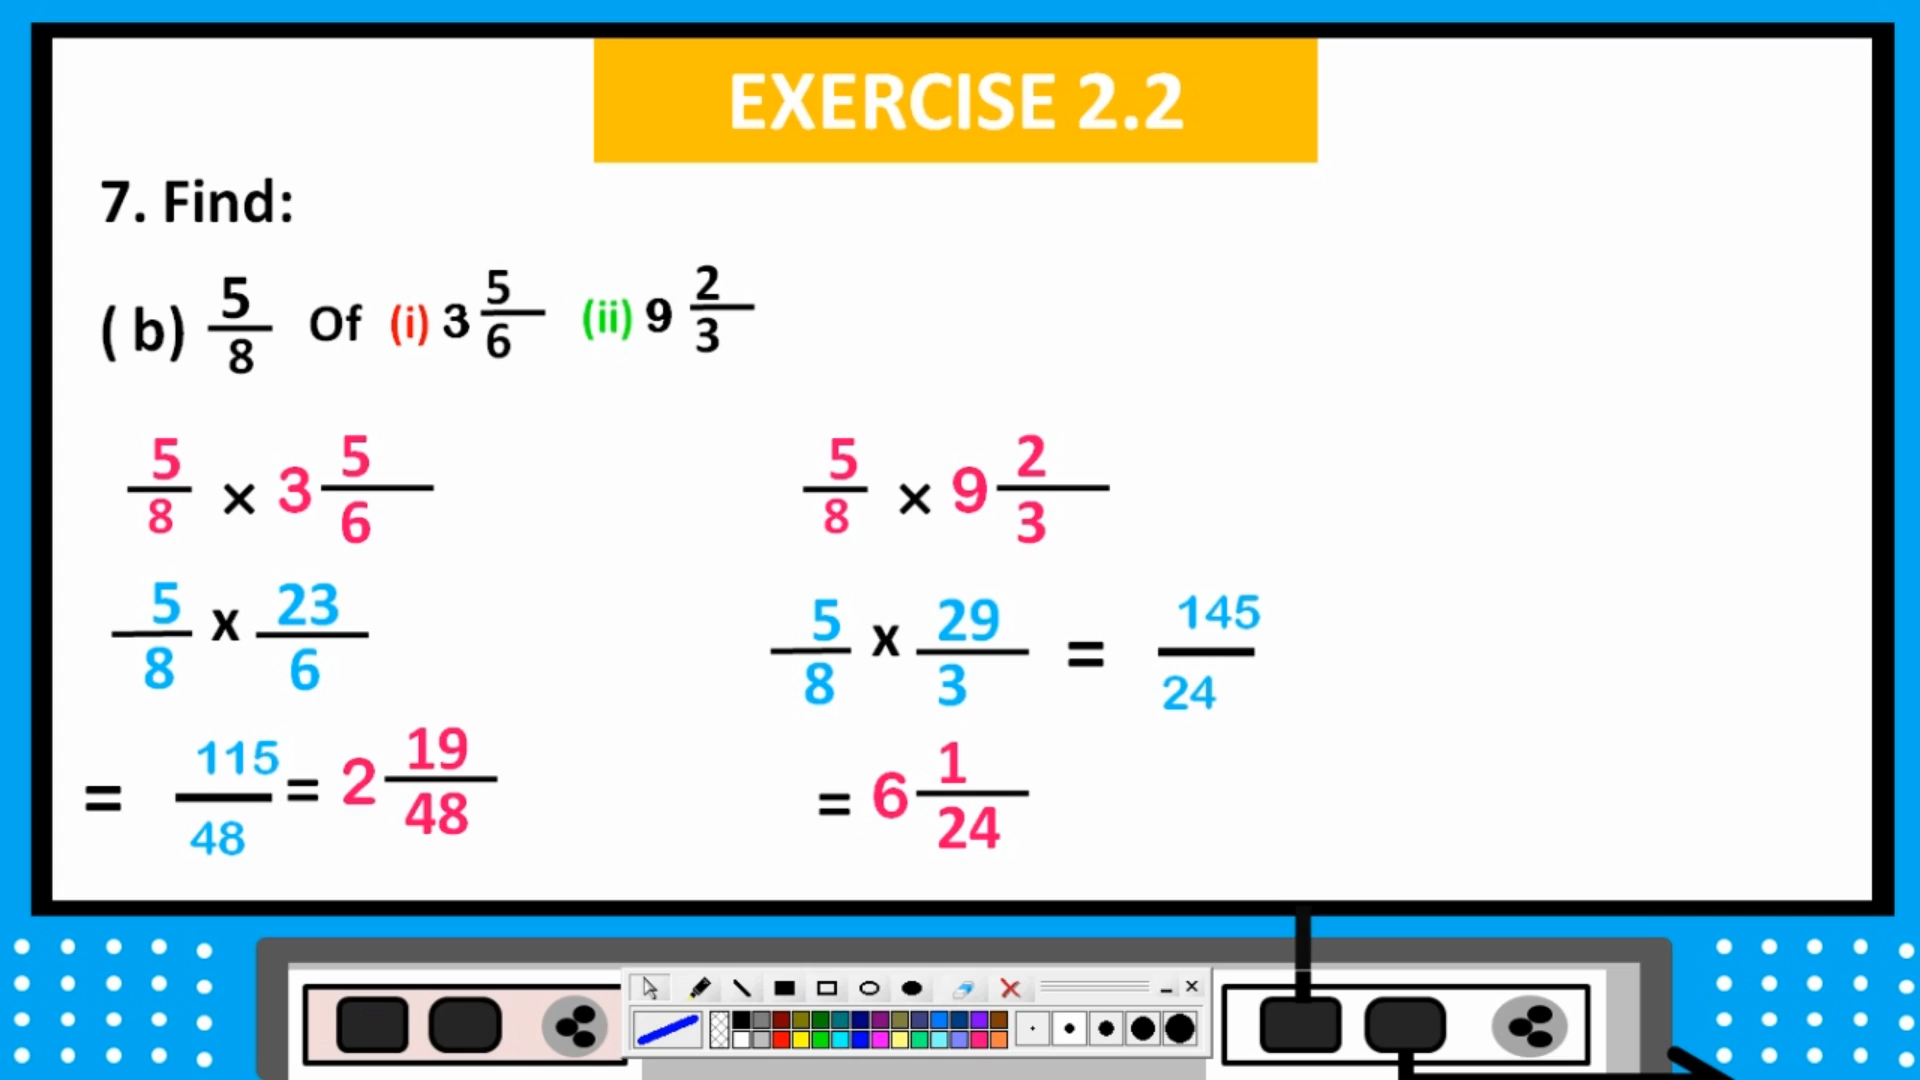 EXERCISE 2.2
7. Find:
( b) 5/8 Of (i) 3 5/6 (ii) 9 2/3
5/8 × 3 5/6
5/8 x 23/6
= 115/48 = 2 19/48
5/8 × 9 2/3
5/8 x 29/3 = 145/24
= 6 1/24